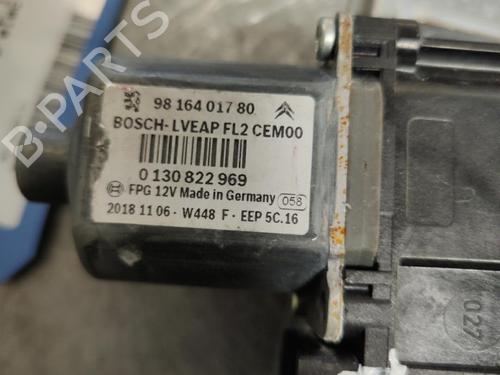 98 164 017 80
BOSCH-LVEAP FL2 CEM00
0 130 822 969
FPG 12V Made in Germany 058
2018 11 06 · W448 F · EEP 5C.16
027
B-PARTS